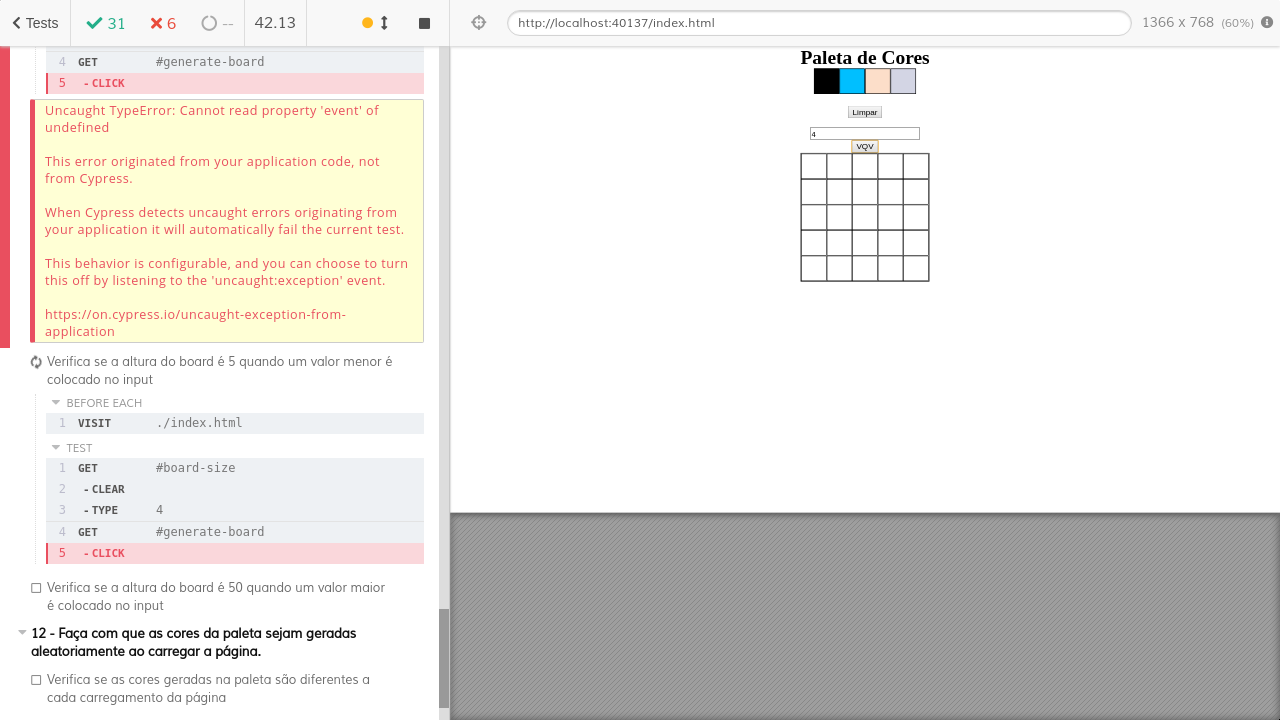 Tests
31
6
--
42.13
http://localhost:40137/index.html
1366 x 768 (60%)
4 GET #generate-board
5 - CLICK
Uncaught TypeError: Cannot read property 'event' of
undefined
This error originated from your application code, not
from Cypress.
When Cypress detects uncaught errors originating from
your application it will automatically fail the current test.
This behavior is configurable, and you can choose to turn
this off by listening to the 'uncaught:exception' event.
https://on.cypress.io/uncaught-exception-from-
application
Verifica se a altura do board é 5 quando um valor menor é
colocado no input
BEFORE EACH
1 VISIT ./index.html
TEST
1 GET #board-size
2 - CLEAR
3 - TYPE 4
4 GET #generate-board
5 - CLICK
Verifica se a altura do board é 50 quando um valor maior
é colocado no input
12 - Faça com que as cores da paleta sejam geradas
aleatoriamente ao carregar a página.
Verifica se as cores geradas na paleta são diferentes a
cada carregamento da página
Paleta de Cores
Limpar
4
VQV